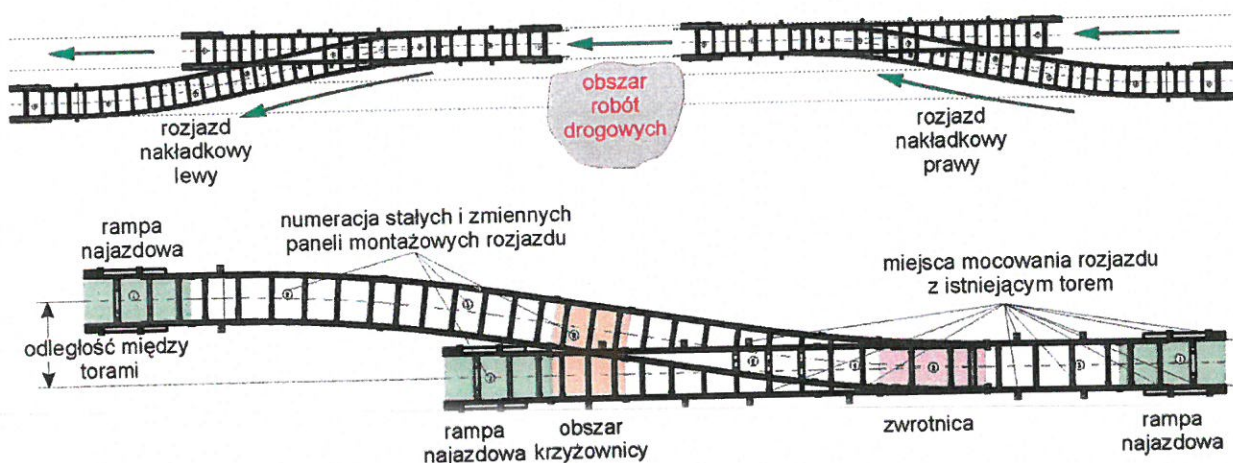 obszar
robót
drogowych
rozjazd
nakładkowy
lewy
rozjazd
nakładkowy
prawy
rampa
najazdowa
numeracja stałych i zmiennych
paneli montażowych rozjazdu
miejsca mocowania rozjazdu
z istniejącym torem
odległość między
torami
rampa
najazdowa
obszar
krzyżownicy
zwrotnica
rampa
najazdowa